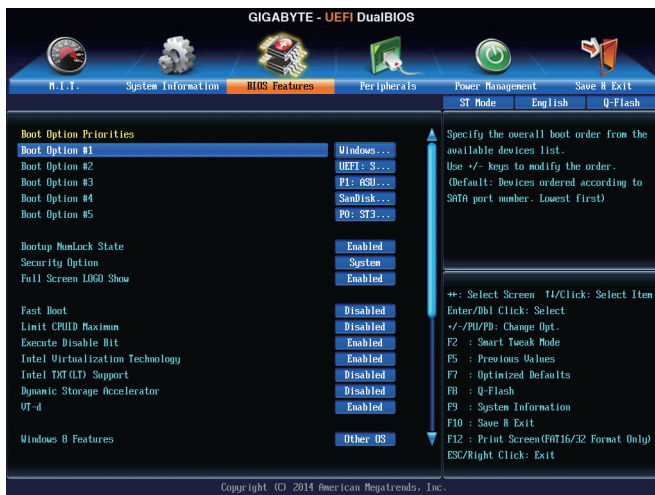 GIGABYTE - UEFI DualBIOS
M.I.T. System Information BIOS Features Peripherals Power Management Save & Exit
ST Mode English Q-Flash
Boot Option Priorities
Boot Option #1 Windows...
Boot Option #2 UEFI: S...
Boot Option #3 P1: ASU...
Boot Option #4 SanDisk...
Boot Option #5 P0: ST3...
Bootup NumLock State Enabled
Security Option System
Full Screen LOGO Show Enabled
Fast Boot Disabled
Limit CPUID Maximum Disabled
Execute Disable Bit Enabled
Intel Virtualization Technology Enabled
Intel TXT(LT) Support Disabled
Dynamic Storage Accelerator Disabled
VT-d Enabled
Windows 8 Features Other OS
Specify the overall boot order from the
available devices list.
Use +/- keys to modify the order.
(Default: Devices ordered according to
SATA port number. Lowest first)
→←: Select Screen ↑↓/Click: Select Item
Enter/Dbl Click: Select
+/-/PU/PD: Change Opt.
F2 : Smart Tweak Mode
F5 : Previous Values
F7 : Optimized Defaults
F8 : Q-Flash
F9 : System Information
F10 : Save & Exit
F12 : Print Screen(FAT16/32 Format Only)
ESC/Right Click: Exit
Copyright (C) 2014 American Megatrends, Inc.